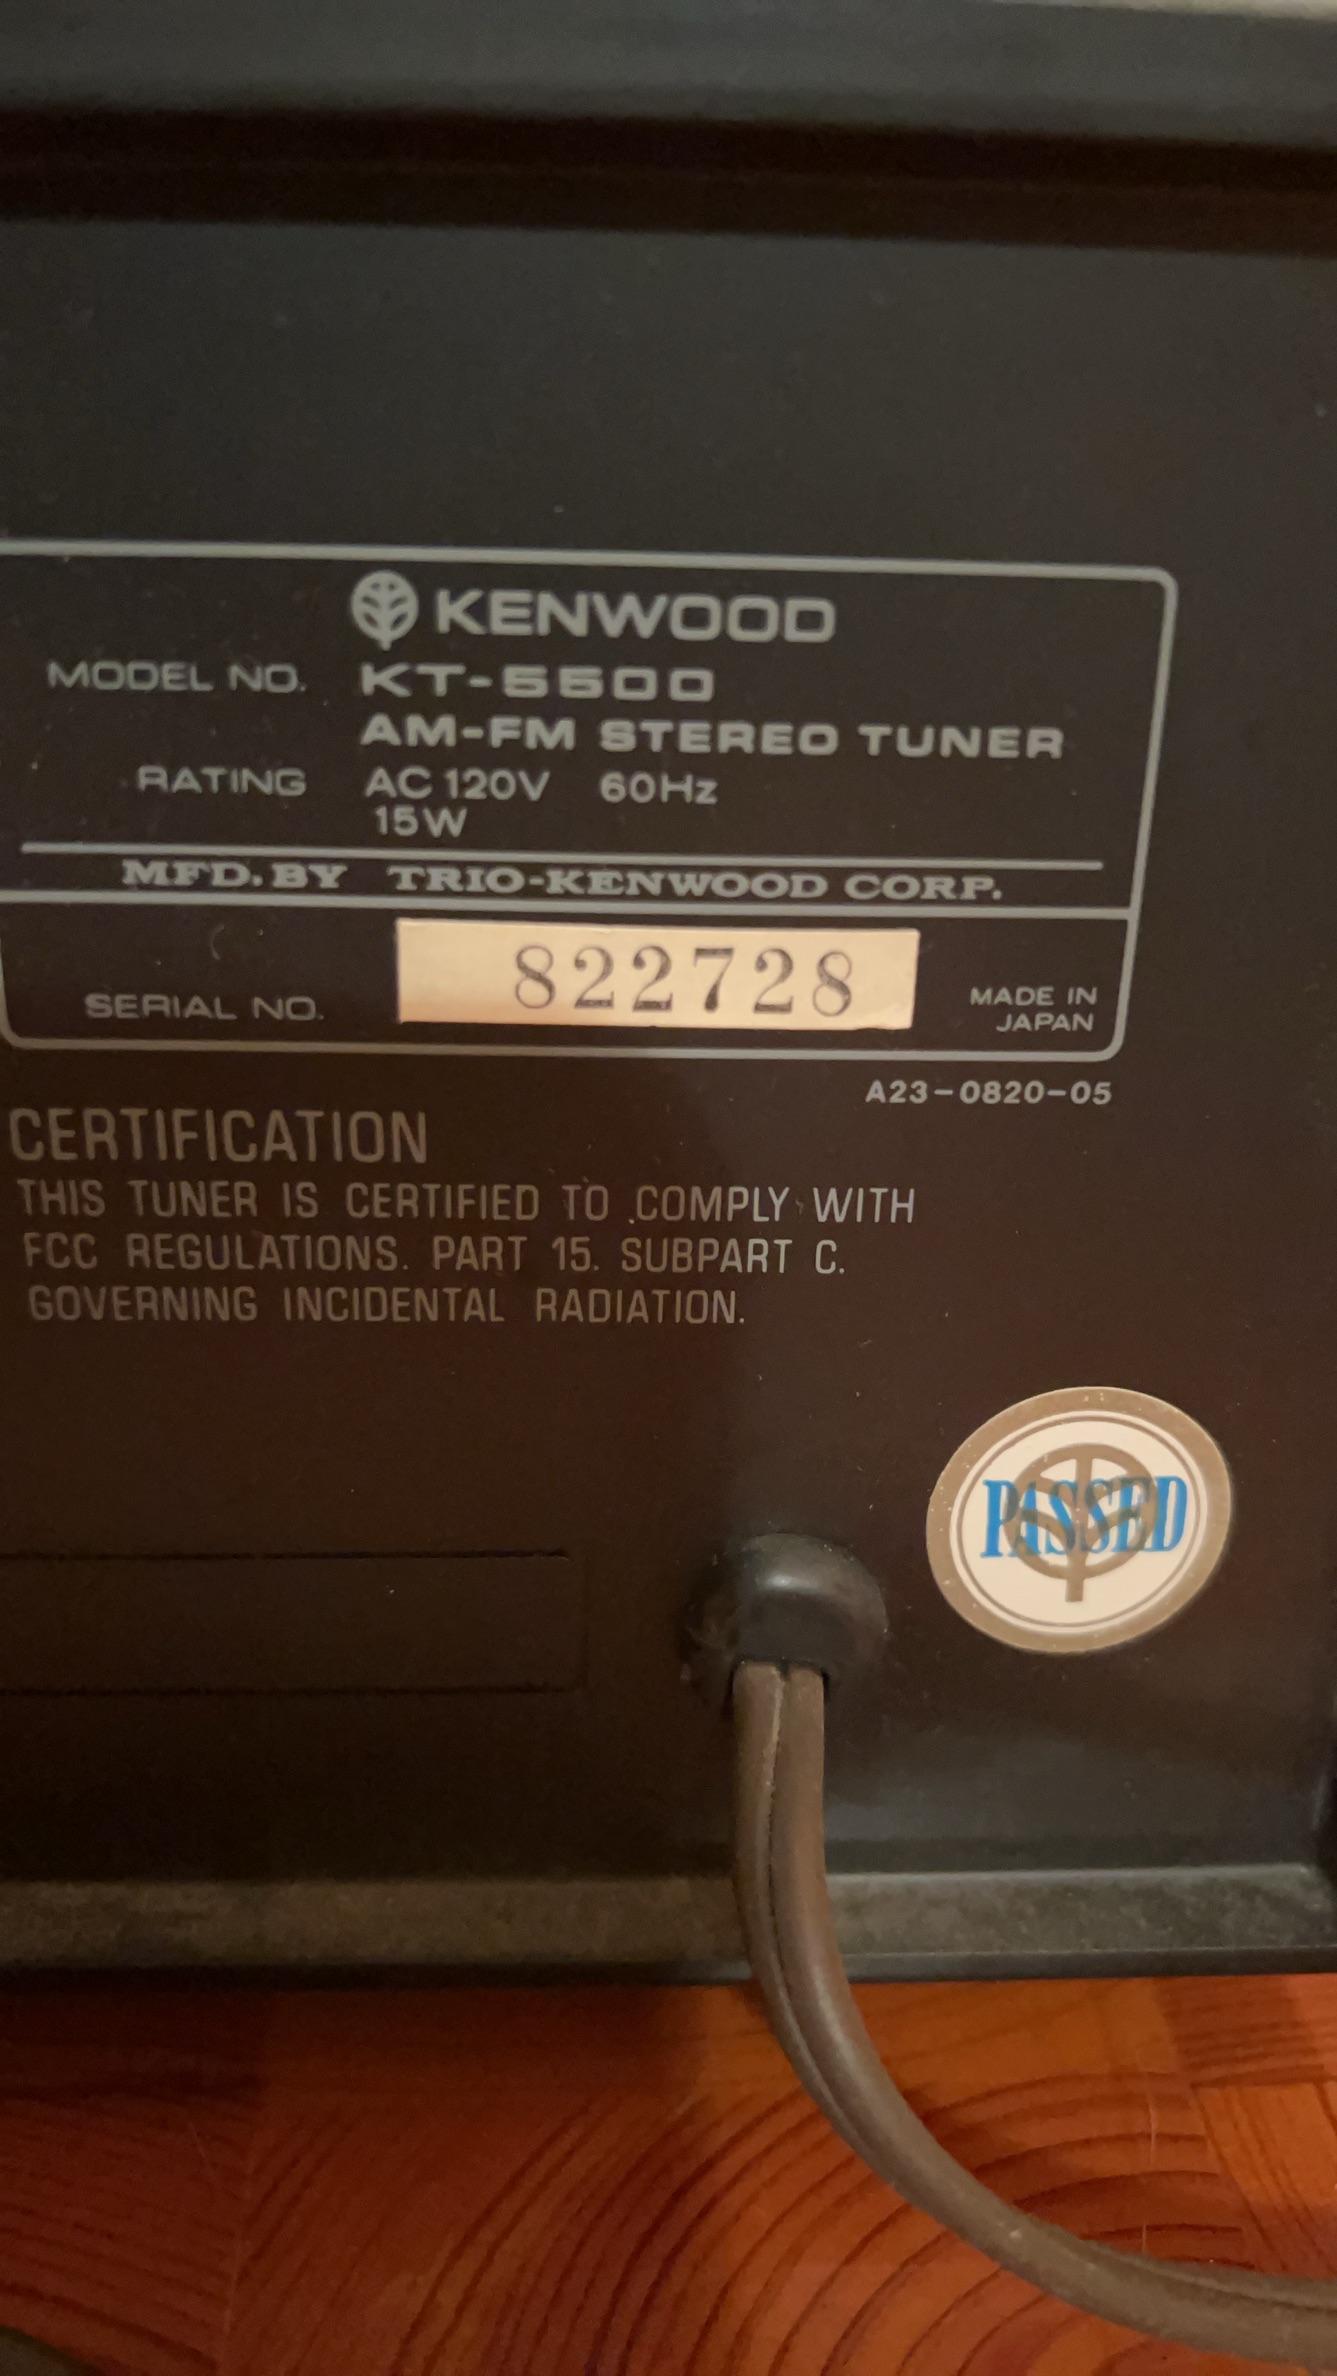 KENWOOD
MODEL NO. KT-5500
AM-FM STEREO TUNER
RATING AC 120V 60Hz
15W
MFD. BY TRIO-KENWOOD CORP.
SERIAL NO. 822728 MADE IN
JAPAN
A23-0820-05
CERTIFICATION
THIS TUNER IS CERTIFIED TO COMPLY WITH
FCC REGULATIONS. PART 15. SUBPART C.
GOVERNING INCIDENTAL RADIATION.
PASSED